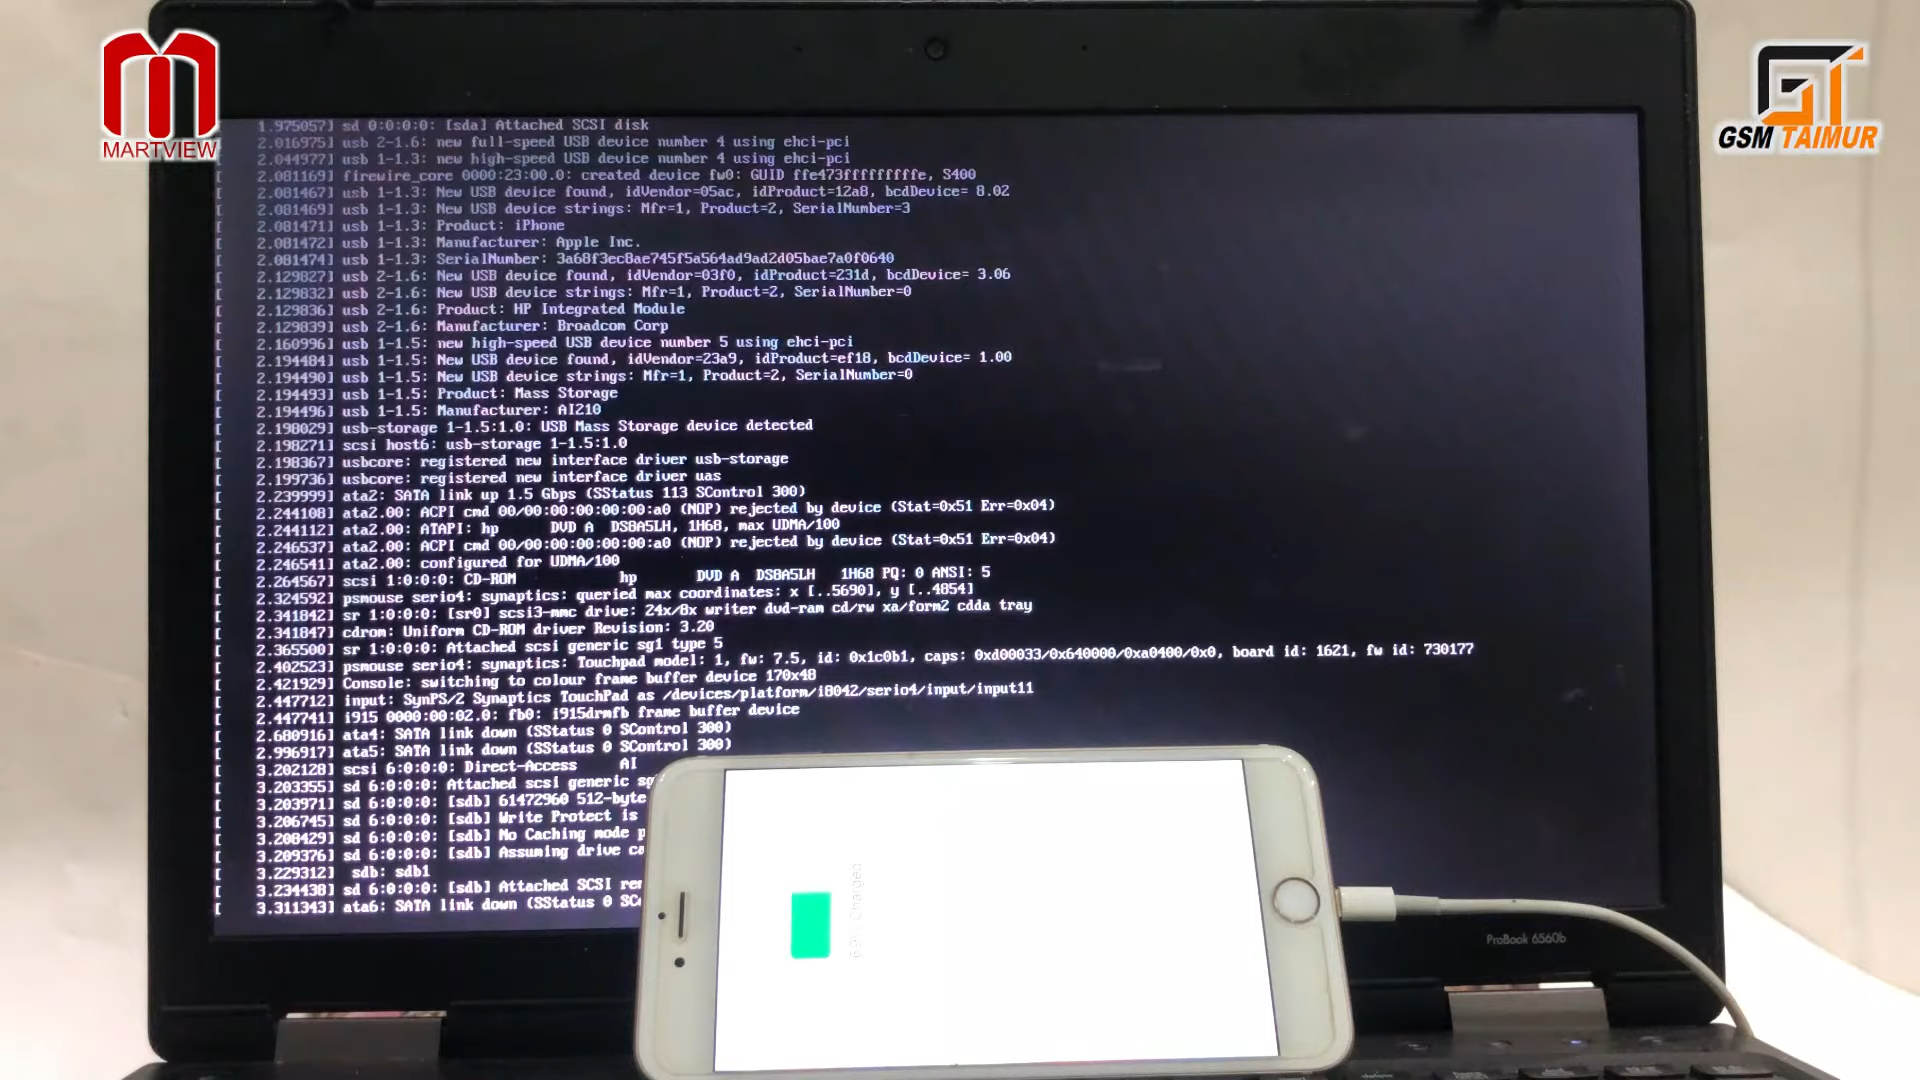 MARTVIEW
GSM TAIMUR
1.975057] sd 0:0:0:0: [sda] Attached SCSI disk
[ 2.016975] usb 2-1.6: new full-speed USB device number 4 using ehci-pci
[ 2.044977] usb 1-1.3: new high-speed USB device number 4 using ehci-pci
[ 2.081169] firewire_core 0000:23:00.0: created device fw0: GUID ffe473fffffffffe, S400
[ 2.081467] usb 1-1.3: New USB device found, idVendor=05ac, idProduct=12a8, bcdDevice= 8.02
[ 2.081469] usb 1-1.3: New USB device strings: Mfr=1, Product=2, SerialNumber=3
[ 2.081471] usb 1-1.3: Product: iPhone
[ 2.081472] usb 1-1.3: Manufacturer: Apple Inc.
[ 2.081474] usb 1-1.3: SerialNumber: 3a68f3ec8ae745f5a564ad9ad2d05bae7a0f0640
[ 2.129827] usb 2-1.6: New USB device found, idVendor=03f0, idProduct=231d, bcdDevice= 3.06
[ 2.129832] usb 2-1.6: New USB device strings: Mfr=1, Product=2, SerialNumber=0
[ 2.129836] usb 2-1.6: Product: HP Integrated Module
[ 2.129839] usb 2-1.6: Manufacturer: Broadcom Corp
[ 2.160996] usb 1-1.5: new high-speed USB device number 5 using ehci-pci
[ 2.194484] usb 1-1.5: New USB device found, idVendor=23a9, idProduct=ef18, bcdDevice= 1.00
[ 2.194490] usb 1-1.5: New USB device strings: Mfr=1, Product=2, SerialNumber=0
[ 2.194493] usb 1-1.5: Product: Mass Storage
[ 2.194496] usb 1-1.5: Manufacturer: AI210
[ 2.198029] usb-storage 1-1.5:1.0: USB Mass Storage device detected
[ 2.198271] scsi host6: usb-storage 1-1.5:1.0
[ 2.198367] usbcore: registered new interface driver usb-storage
[ 2.199736] usbcore: registered new interface driver uas
[ 2.239999] ata2: SATA link up 1.5 Gbps (SStatus 113 SControl 300)
[ 2.244108] ata2.00: ACPI cmd 00/00:00:00:00:00:a0 (NOP) rejected by device (Stat=0x51 Err=0x04)
[ 2.244112] ata2.00: ATAPI: hp DVD A DS8A5LH, 1H68, max UDMA/100
[ 2.246537] ata2.00: ACPI cmd 00/00:00:00:00:00:a0 (NOP) rejected by device (Stat=0x51 Err=0x04)
[ 2.246541] ata2.00: configured for UDMA/100
[ 2.264567] scsi 1:0:0:0: CD-ROM hp DVD A DS8A5LH 1H68 PQ: 0 ANSI: 5
[ 2.324592] psmouse serio4: synaptics: queried max coordinates: x [..5690], y [..4854]
[ 2.341842] sr 1:0:0:0: [sr0] scsi3-mmc drive: 24x/8x writer dvd-ram cd/rw xa/form2 cdda tray
[ 2.341847] cdrom: Uniform CD-ROM driver Revision: 3.20
[ 2.365500] sr 1:0:0:0: Attached scsi generic sg1 type 5
[ 2.402523] psmouse serio4: synaptics: Touchpad model: 1, fw: 7.5, id: 0x1c0b1, caps: 0xd00033/0x640000/0xa0400/0x0, board id: 1621, fw id: 730177
[ 2.421929] Console: switching to colour frame buffer device 170x48
[ 2.447712] input: SynPS/2 Synaptics TouchPad as /devices/platform/i8042/serio4/input/input11
[ 2.447741] i915 0000:00:02.0: fb0: i915drmfb frame buffer device
[ 2.680916] ata4: SATA link down (SStatus 0 SControl 300)
[ 2.996917] ata5: SATA link down (SStatus 0 SControl 300)
[ 3.202128] scsi 6:0:0:0: Direct-Access AI
[ 3.203355] sd 6:0:0:0: Attached scsi generic sg
[ 3.203971] sd 6:0:0:0: [sdb] 61472960 512-byte
[ 3.206745] sd 6:0:0:0: [sdb] Write Protect is
[ 3.208429] sd 6:0:0:0: [sdb] No Caching mode p
[ 3.209376] sd 6:0:0:0: [sdb] Assuming drive ca
[ 3.229312] sdb: sdb1
[ 3.234438] sd 6:0:0:0: [sdb] Attached SCSI re
[ 3.311343] ata6: SATA link down (SStatus 0 SC
Charged
ProBook 6560b